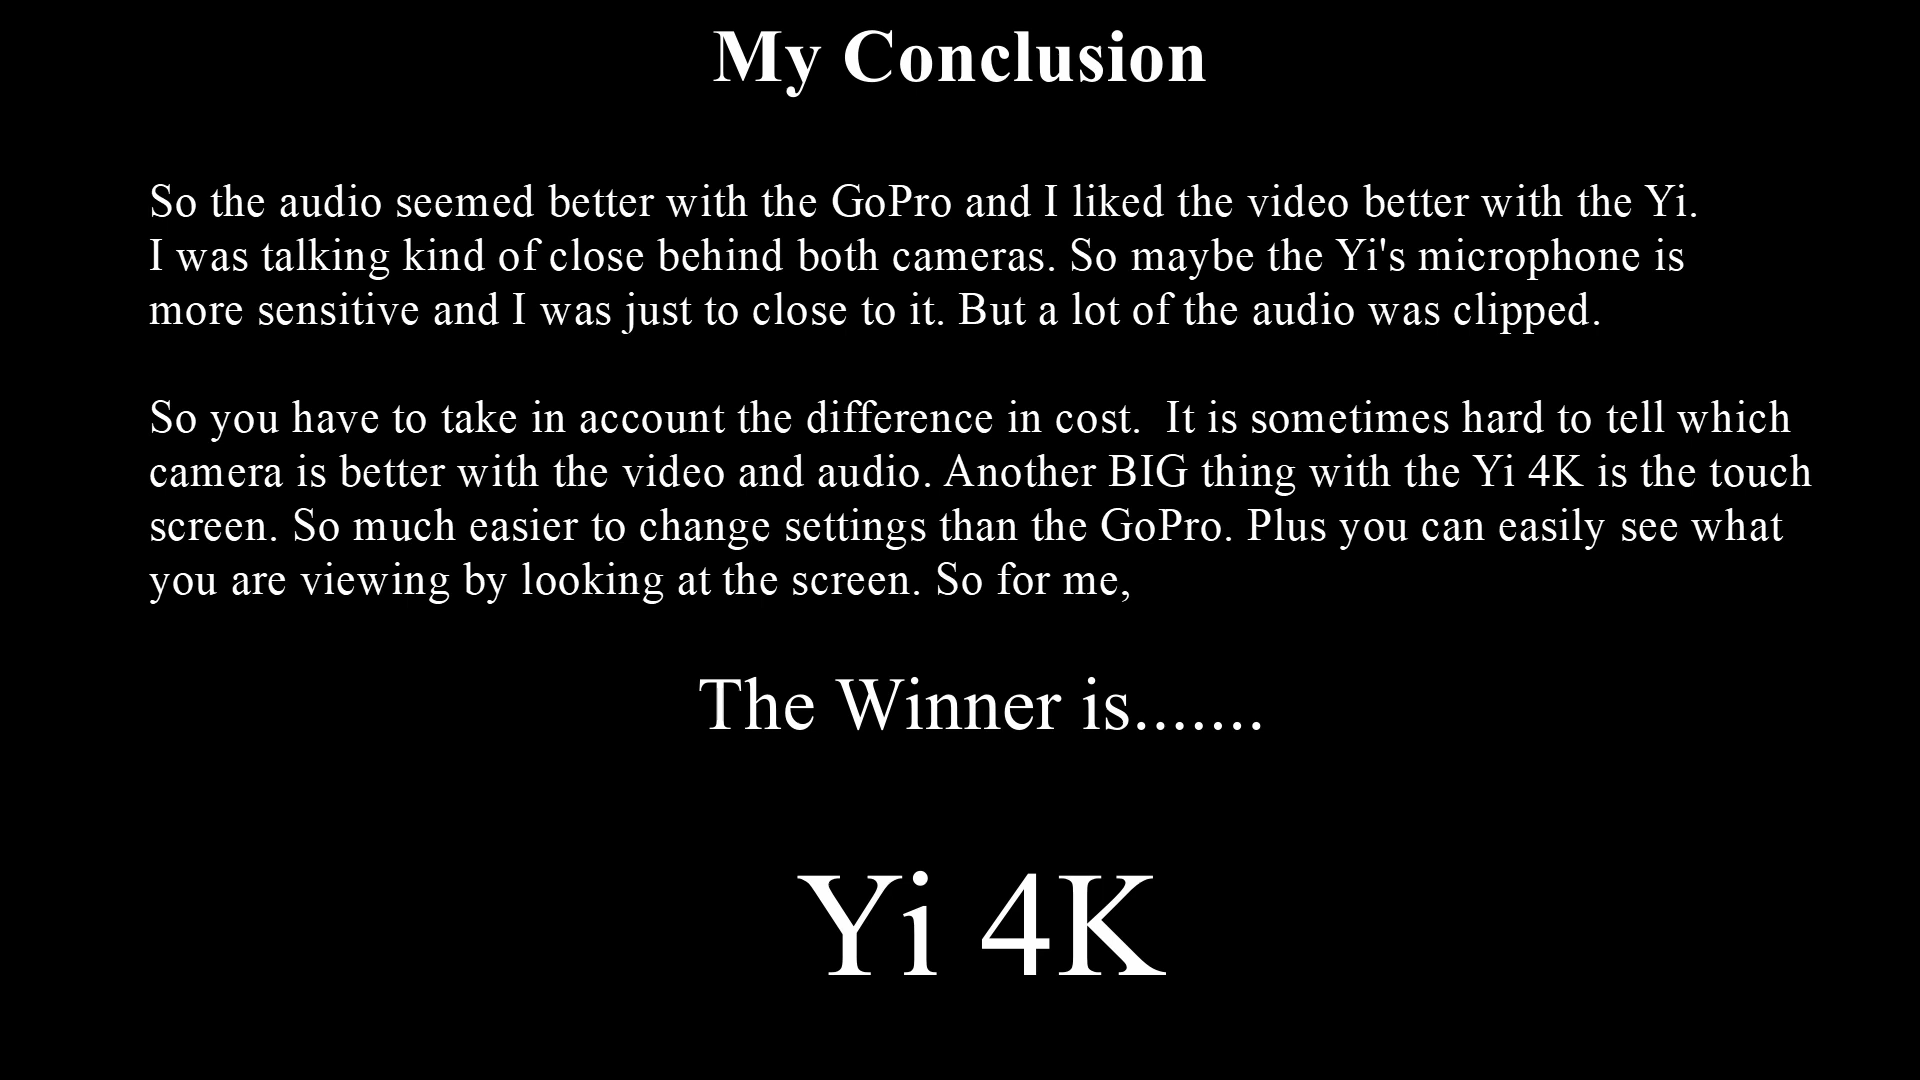 My Conclusion
So the audio seemed better with the GoPro and I liked the video better with the Yi.
I was talking kind of close behind both cameras. So maybe the Yi's microphone is
more sensitive and I was just to close to it. But a lot of the audio was clipped.
So you have to take in account the difference in cost.  It is sometimes hard to tell which
camera is better with the video and audio. Another BIG thing with the Yi 4K is the touch
screen. So much easier to change settings than the GoPro. Plus you can easily see what
you are viewing by looking at the screen. So for me,
The Winner is.......
Yi 4K